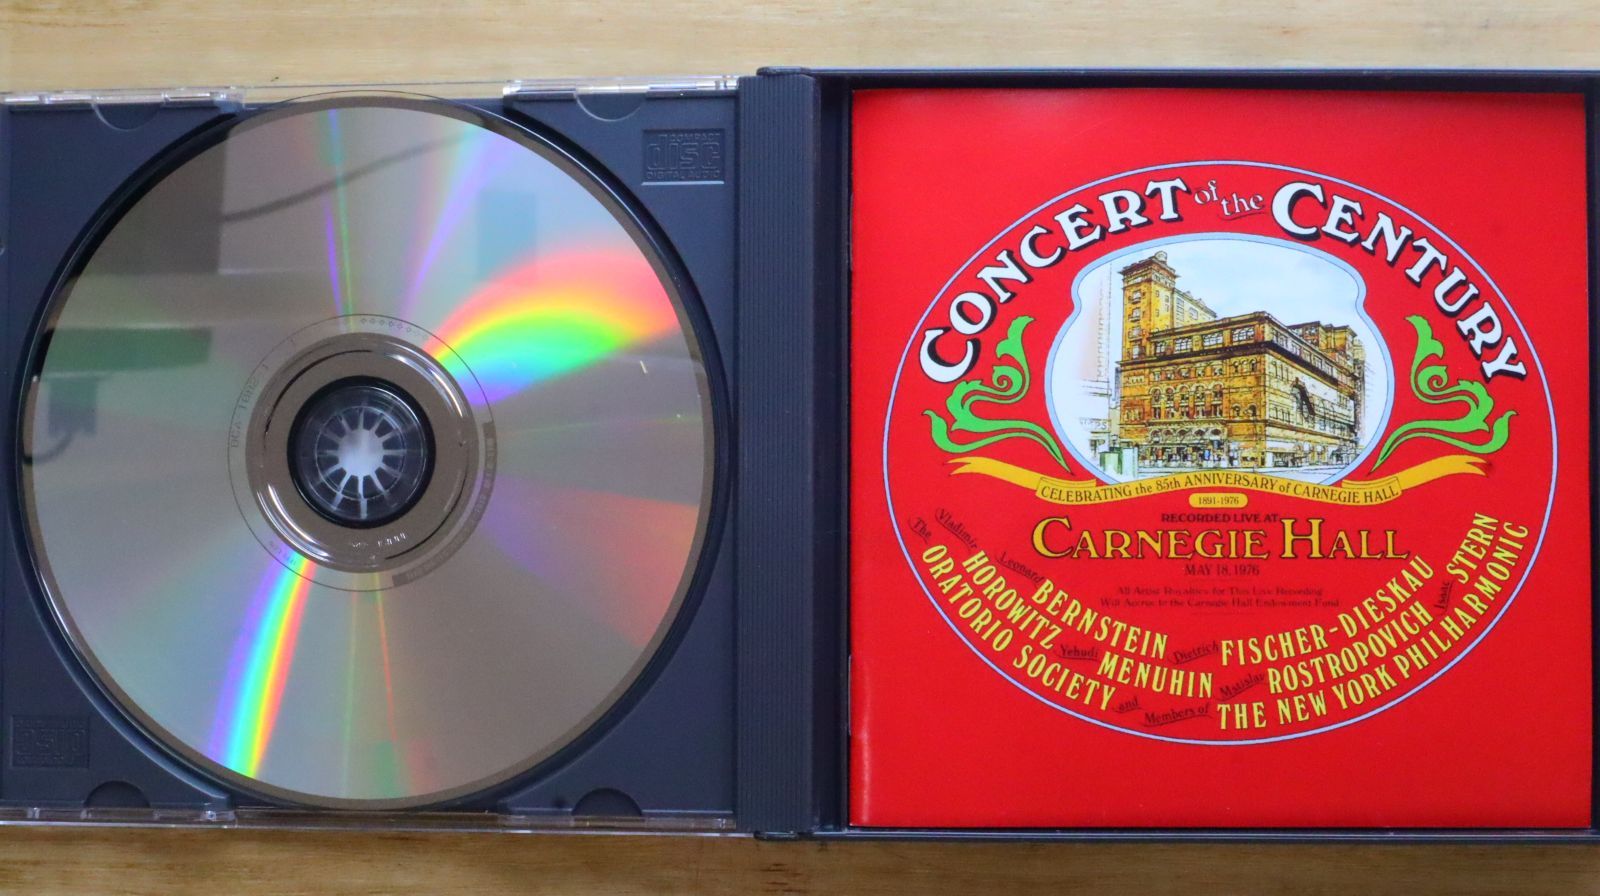 COMPACT
disc
DIGITAL AUDIO
CONCERT of the CENTURY
CELEBRATING the 85th ANNIVERSARY of CARNEGIE HALL
1891-1976
RECORDED LIVE AT
CARNEGIE HALL
MAY 18, 1976
All Artist Royalties for This Live Recording
Will Accrue to the Carnegie Hall Endowment Fund
Leonard BERNSTEIN Dietrich FISCHER-DIESKAU
Vladimir HOROWITZ Yehudi MENUHIN Mstislav ROSTROPOVICH Isaac STERN
The ORATORIO SOCIETY and Members of THE NEW YORK PHILHARMONIC